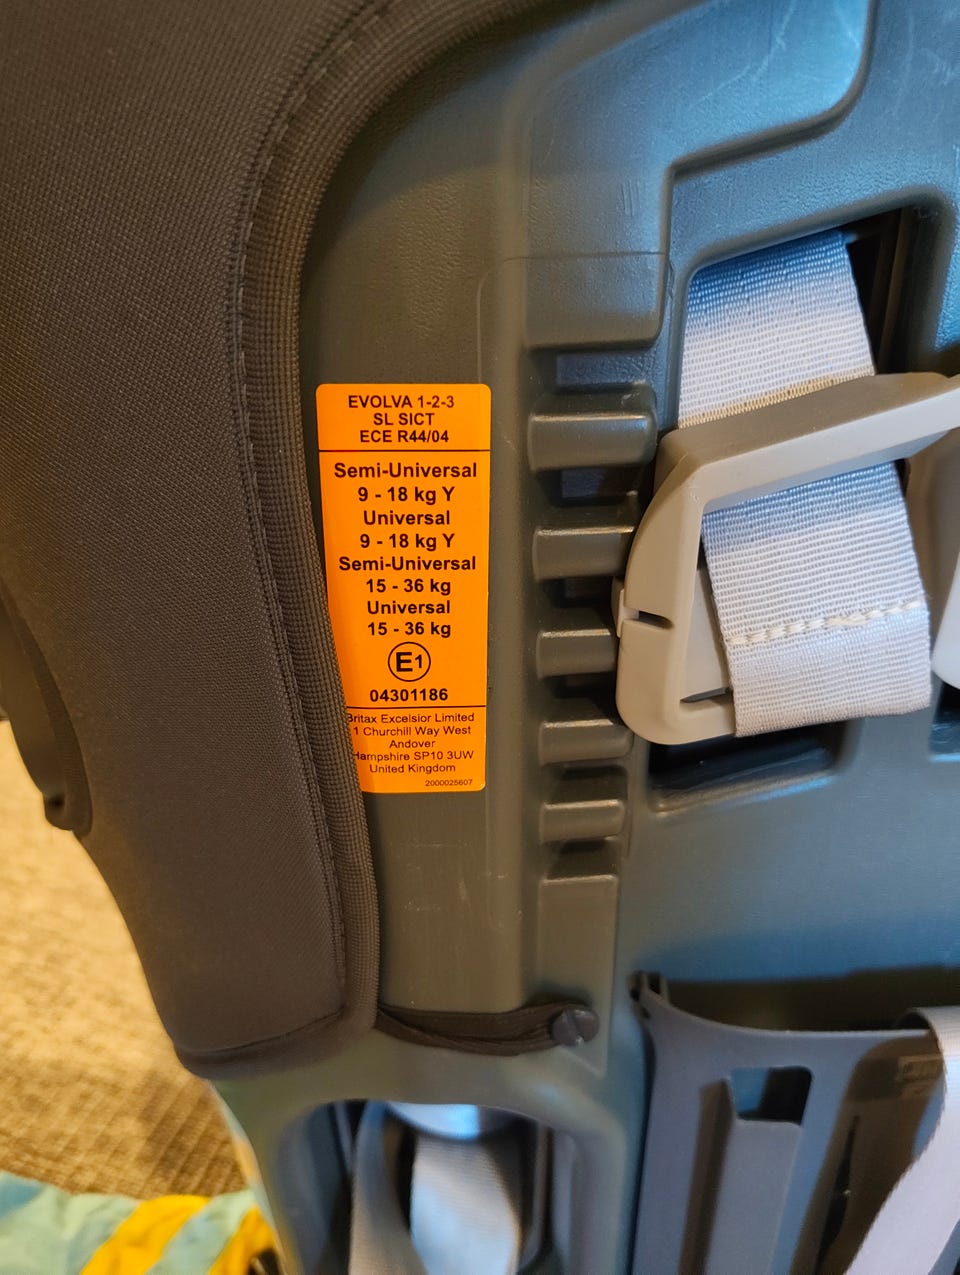 EVOLVA 1-2-3
SL SICT
ECE R44/04
Semi-Universal
9 - 18 kg Y
Universal
9 - 18 kg Y
Semi-Universal
15 - 36 kg
Universal
15 - 36 kg
E1
04301186
Britax Excelsior Limited
1 Churchill Way West
Andover
Hampshire SP10 3UW
United Kingdom
2000025607